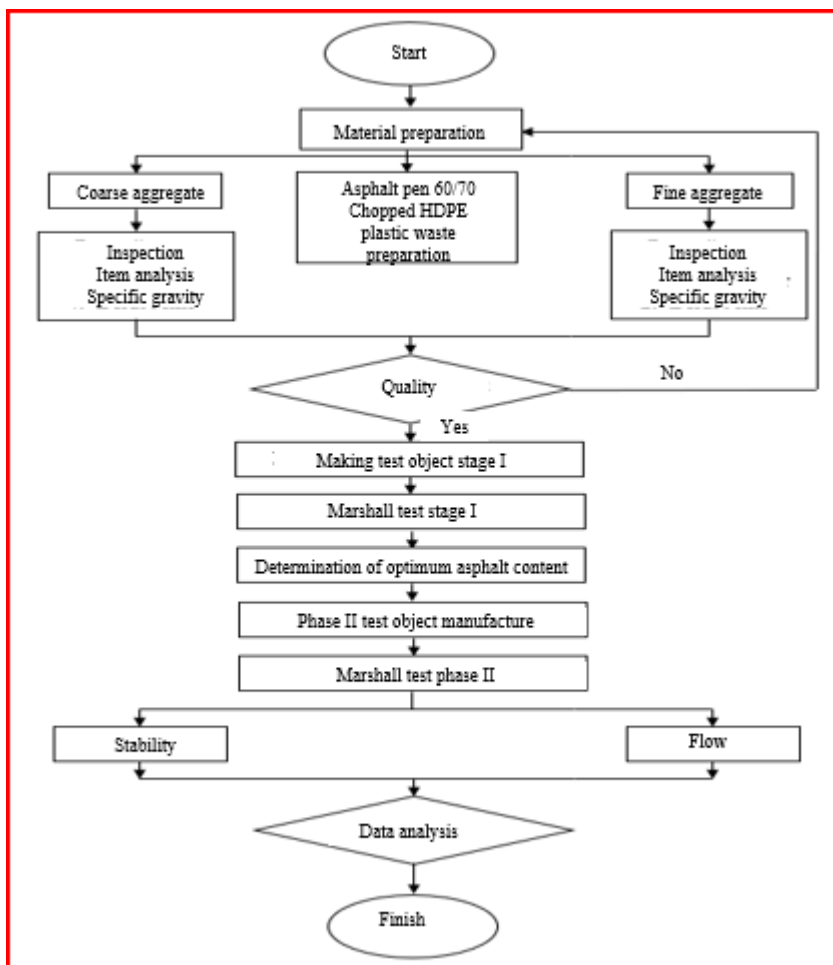 Start
Material preparation
Coarse aggregate
Asphalt pen 60/70
Chopped HDPE
plastic waste
preparation
Fine aggregate
Inspection
Item analysis
Specific gravity
Inspection
Item analysis
Specific gravity
Quality
No
Yes
Making test object stage I
Marshall test stage I
Determination of optimum asphalt content
Phase II test object manufacture
Marshall test phase II
Stability
Flow
Data analysis
Finish